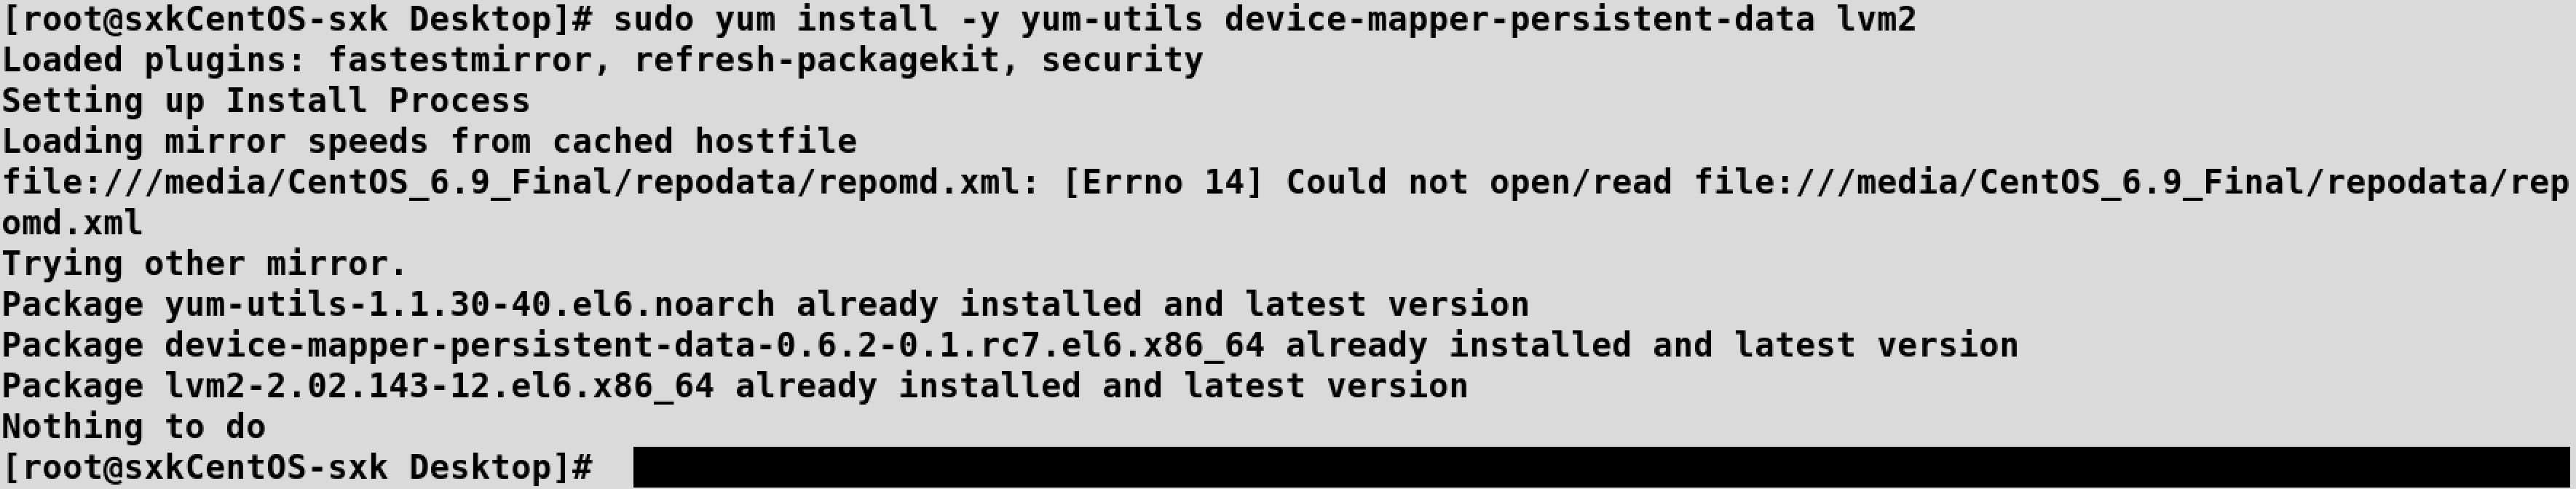 [root@sxkCentOS-sxk Desktop]# sudo yum install -y yum-utils device-mapper-persistent-data lvm2
Loaded plugins: fastestmirror, refresh-packagekit, security
Setting up Install Process
Loading mirror speeds from cached hostfile
file:///media/CentOS_6.9_Final/repodata/repomd.xml: [Errno 14] Could not open/read file:///media/CentOS_6.9_Final/repodata/rep
omd.xml
Trying other mirror.
Package yum-utils-1.1.30-40.el6.noarch already installed and latest version
Package device-mapper-persistent-data-0.6.2-0.1.rc7.el6.x86_64 already installed and latest version
Package lvm2-2.02.143-12.el6.x86_64 already installed and latest version
Nothing to do
[root@sxkCentOS-sxk Desktop]#